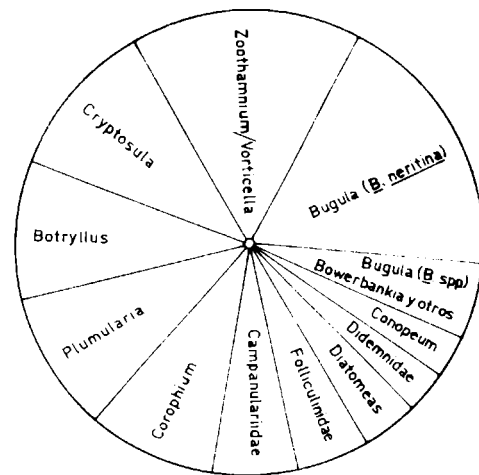 Zoothamnium/Vorticella
Bugula (B. neritina)
Bugula (B spp)
Bowerbankia y otros
Conopeum
Didemnidae
Diatomeas
Folliculinidae
Campanulariidae
Corophium
Plumularia
Botryllus
Cryptosula